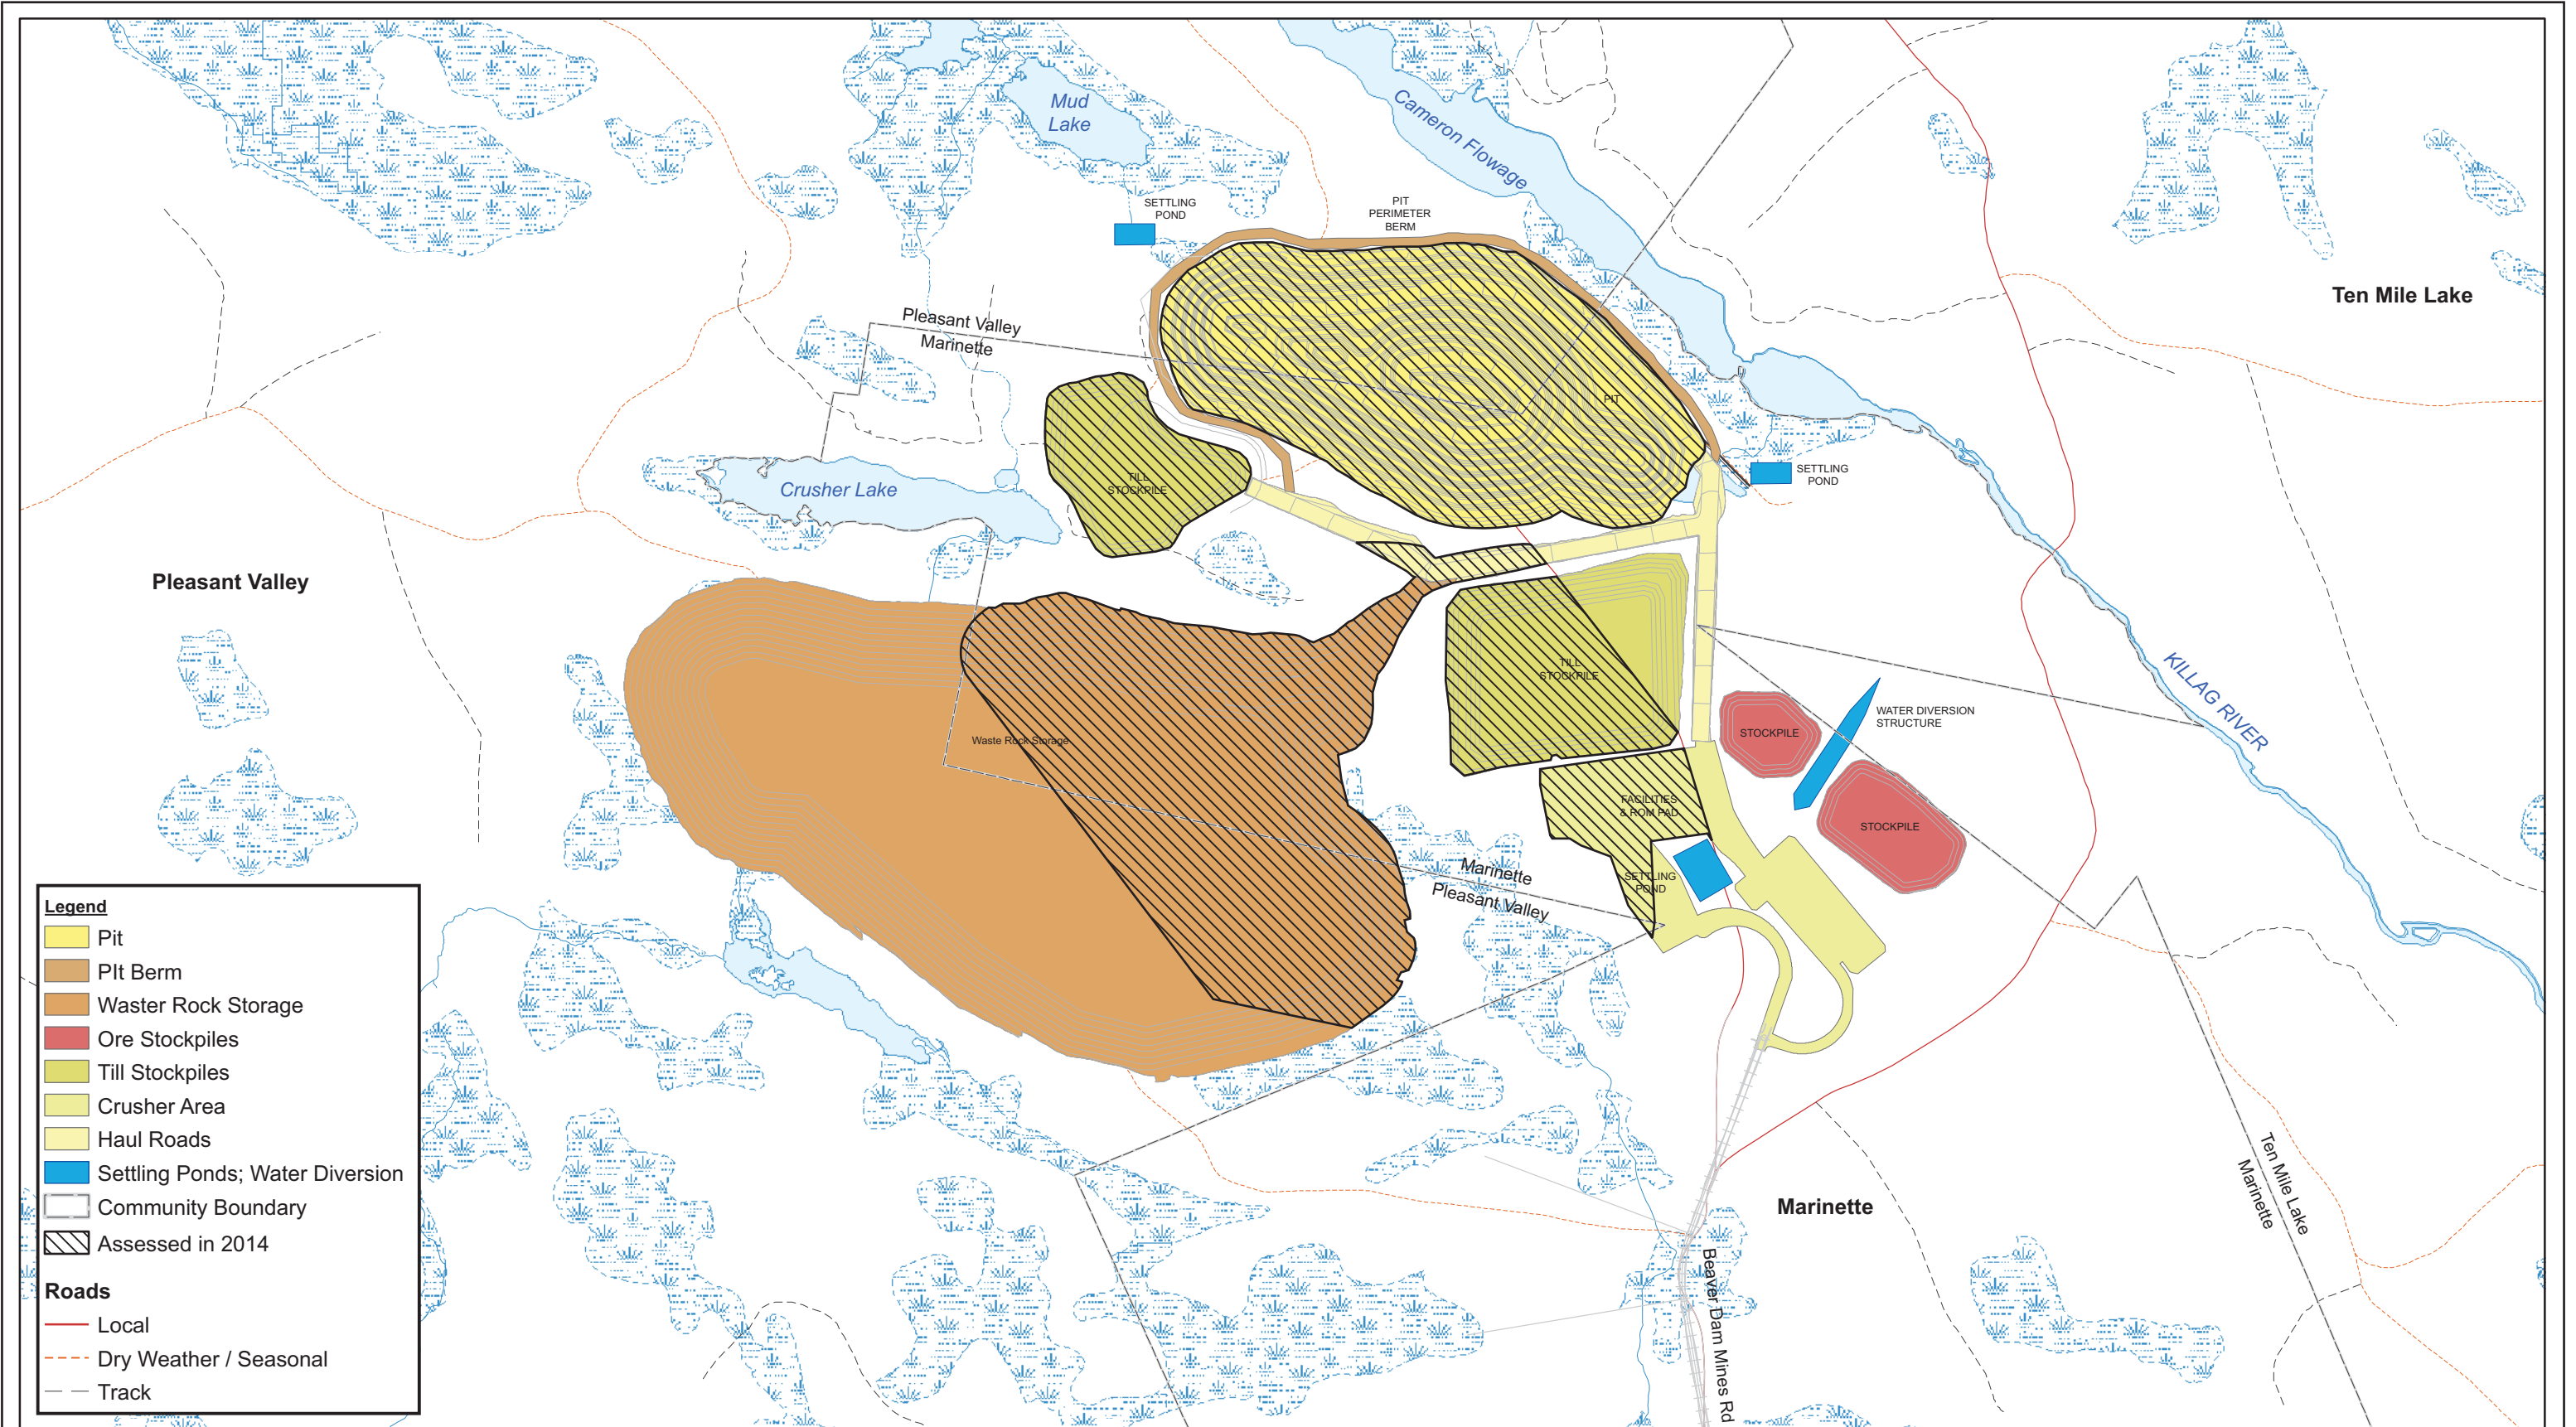 Mud
Lake
Cameron Flowage
SETTLING
POND
PIT
PERIMETER
BERM
Ten Mile Lake
Pleasant Valley
Marinette
PIT
TILL
STOCKPILE
Crusher Lake
SETTLING
POND
Pleasant Valley
KILLAG RIVER
TILL
STOCKPILE
WATER DIVERSION
STRUCTURE
STOCKPILE
Waste Rock Storage
FACILITIES
& ROM PAD
STOCKPILE
Marinette
Pleasant Valley
SETTLING
POND
Legend
Pit
PIt Berm
Waster Rock Storage
Ore Stockpiles
Till Stockpiles
Crusher Area
Haul Roads
Settling Ponds; Water Diversion
Community Boundary
Assessed in 2014
Roads
Local
Dry Weather / Seasonal
Track
Marinette
Ten Mile Lake
Marinette
Beaver Dam Mines Rd